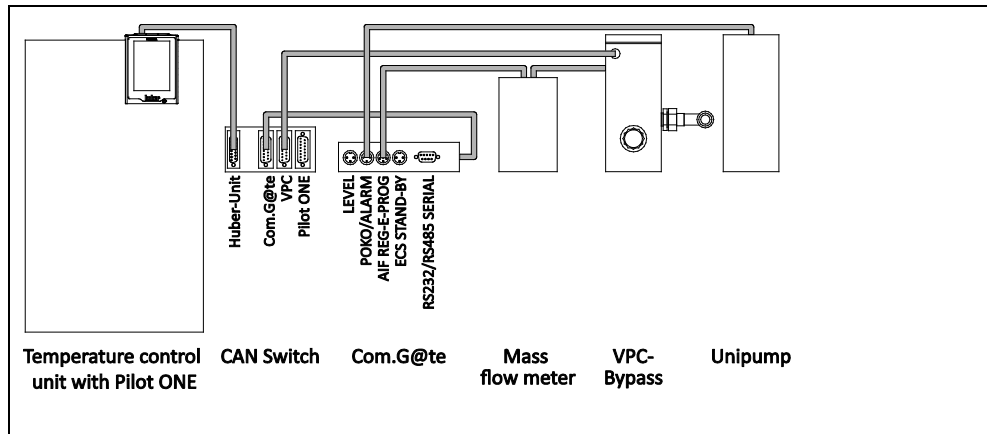 Huber-Unit
Com.G@te
VPC
Pilot ONE
LEVEL
POKO/ALARM
AIF REG-E-PROG
ECS STAND-BY
RS232/RS485 SERIAL
Temperature control
unit with Pilot ONE
CAN Switch
Com.G@te
Mass
flow meter
VPC-
Bypass
Unipump